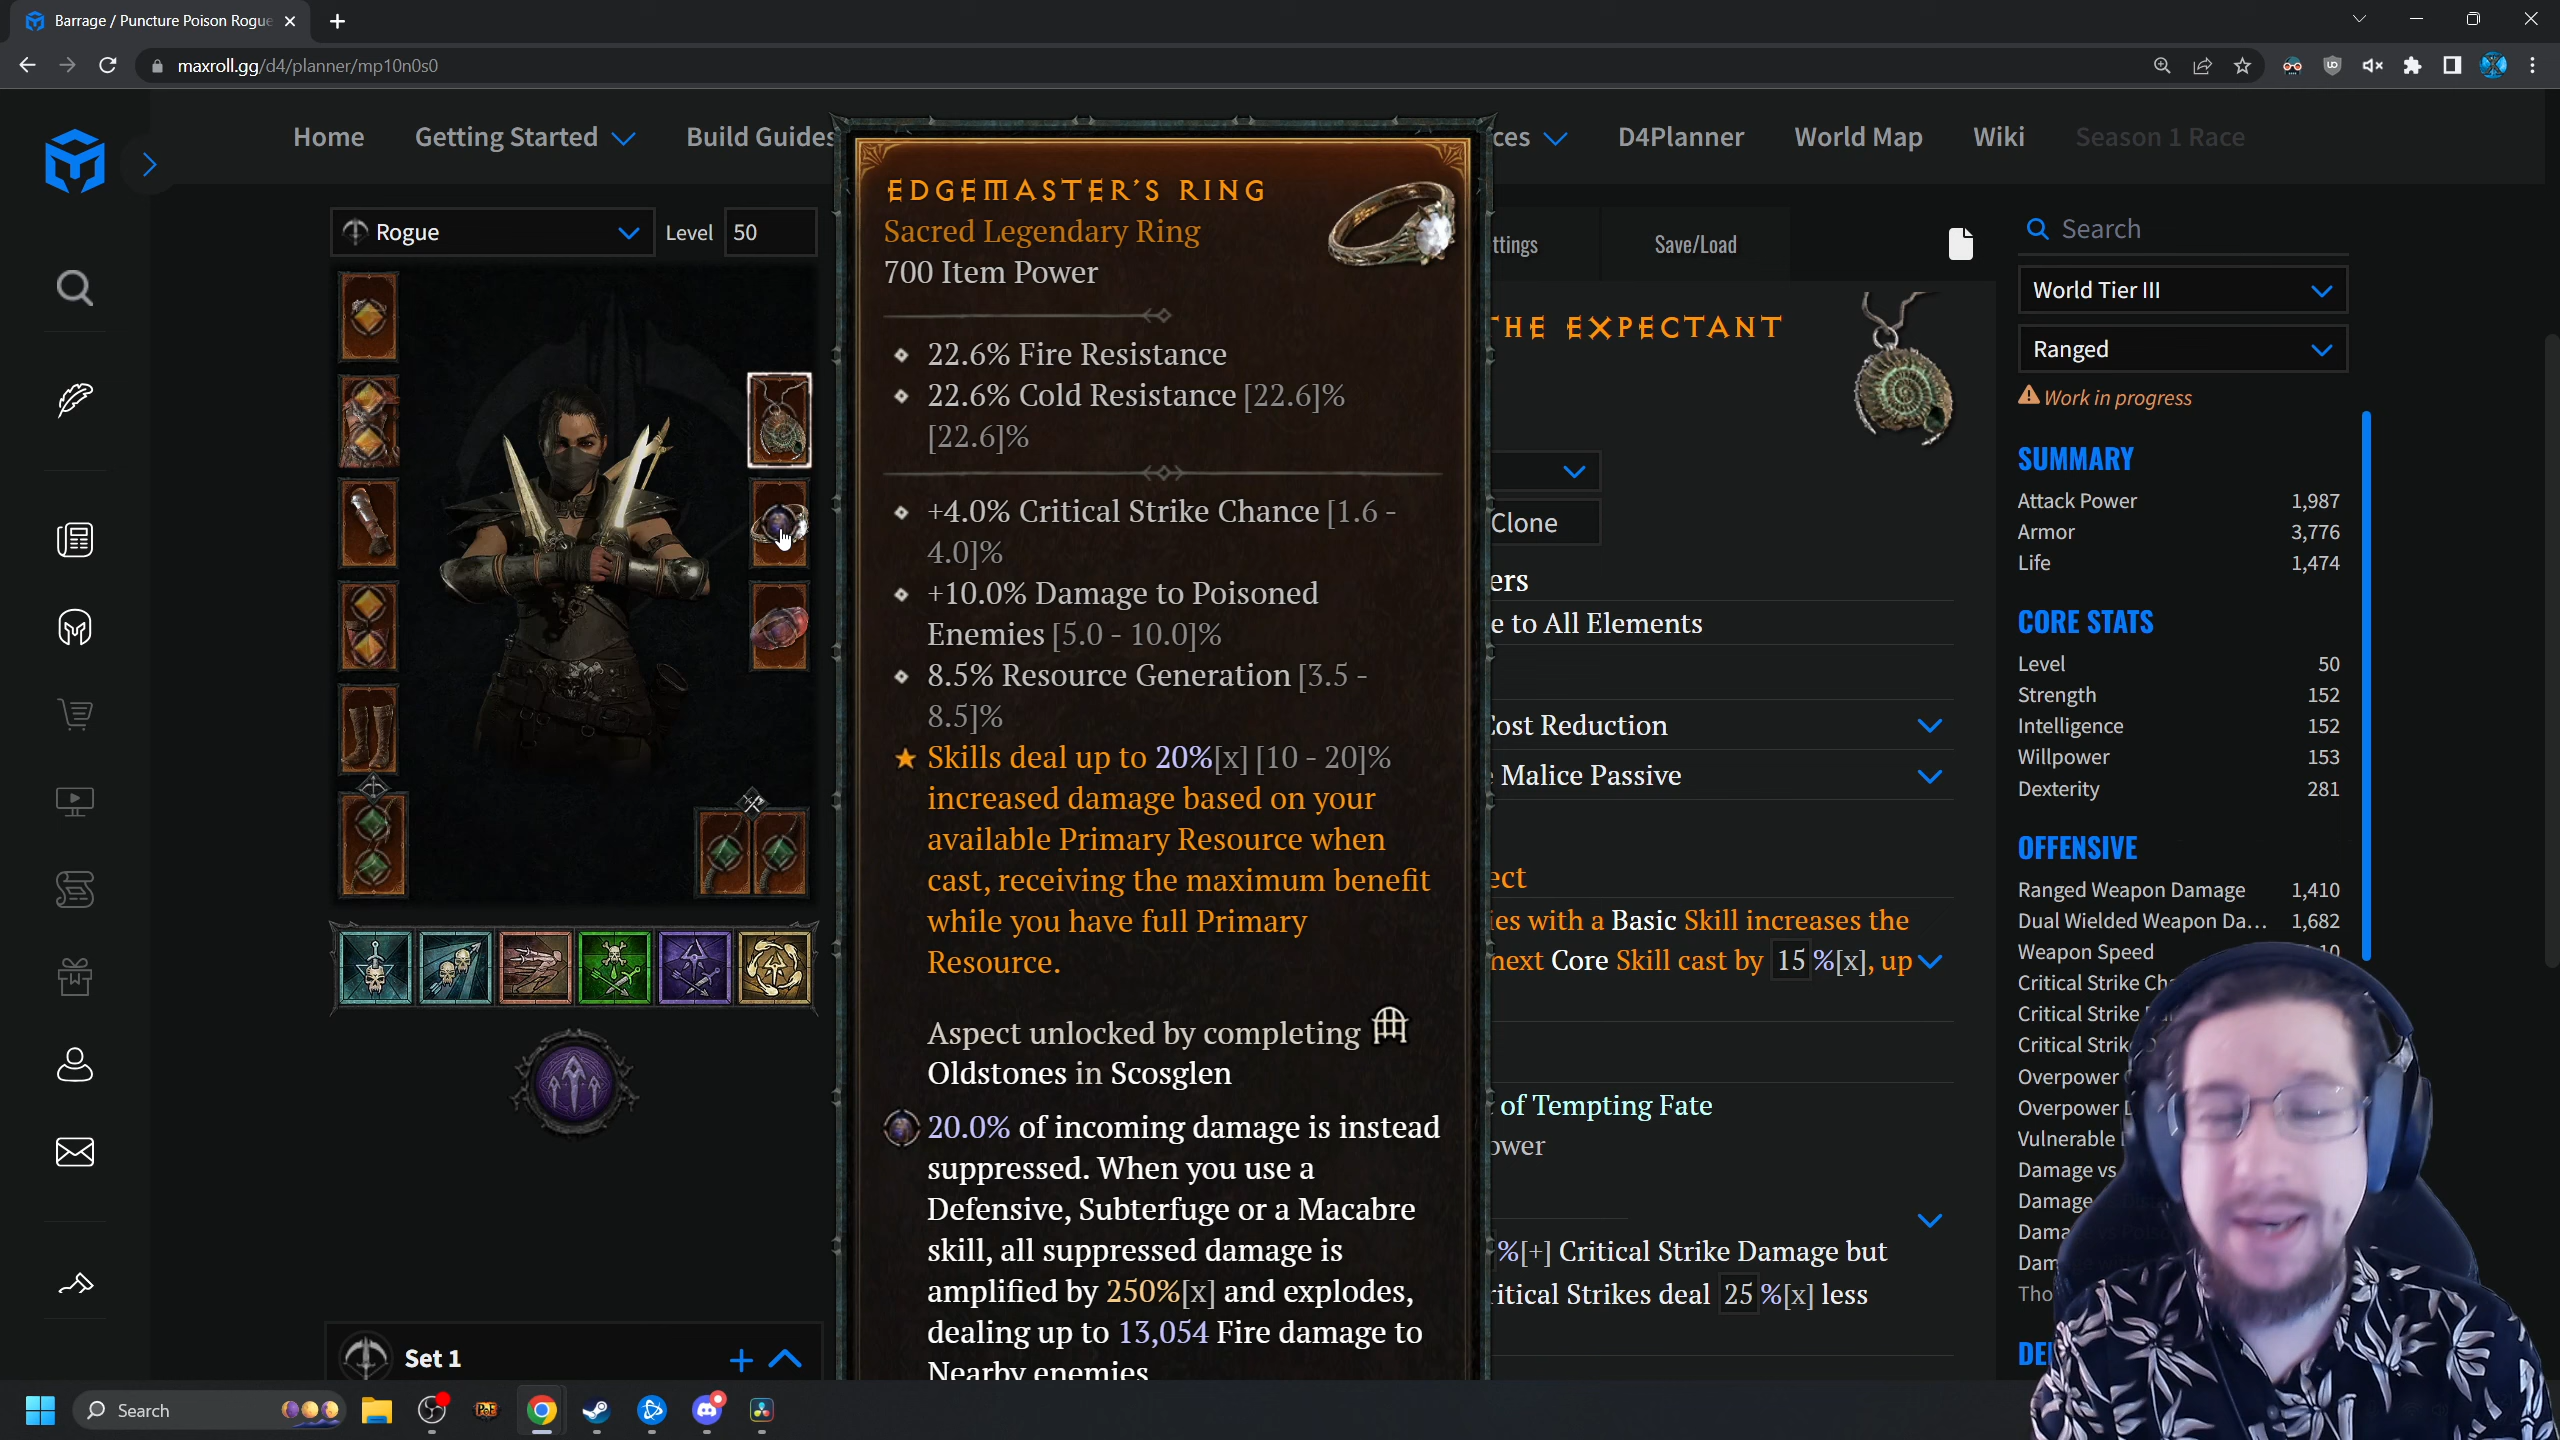 Barrage / Puncture Poison Rogue
maxroll.gg/d4/planner/mp10n0s0
Home
Getting Started
Build Guides
ces
D4Planner
World Map
Wiki
Season 1 Race
Rogue
Level 50
ttings
Save/Load
EDGEMASTER'S RING
Sacred Legendary Ring
700 Item Power
22.6% Fire Resistance
22.6% Cold Resistance [22.6]%
[22.6]%
+4.0% Critical Strike Chance [1.6 -
4.0]%
+10.0% Damage to Poisoned
Enemies [5.0 - 10.0]%
8.5% Resource Generation [3.5 -
8.5]%
Skills deal up to 20%[x] [10 - 20]%
increased damage based on your
available Primary Resource when
cast, receiving the maximum benefit
while you have full Primary
Resource.
Aspect unlocked by completing
Oldstones in Scosglen
20.0% of incoming damage is instead
suppressed. When you use a
Defensive, Subterfuge or a Macabre
skill, all suppressed damage is
amplified by 250%[x] and explodes,
dealing up to 13,054 Fire damage to
Nearby enemies
THE EXPECTANT
Clone
ers
e to All Elements
Cost Reduction
Malice Passive
ect
ies with a Basic Skill increases the
next Core Skill cast by 15 %[x], up
of Tempting Fate
ower
%[+] Critical Strike Damage but
ritical Strikes deal 25 %[x] less
Search
World Tier III
Ranged
Work in progress
SUMMARY
Attack Power 1,987
Armor 3,776
Life 1,474
CORE STATS
Level 50
Strength 152
Intelligence 152
Willpower 153
Dexterity 281
OFFENSIVE
Ranged Weapon Damage 1,410
Dual Wielded Weapon Da... 1,682
Weapon Speed
Critical Strike Ch
Critical Strike
Critical Strik
Overpower
Overpower
Vulnerable
Damage vs
Damage
Dama
Dam
Tho
DE
Set 1
Search
PoE